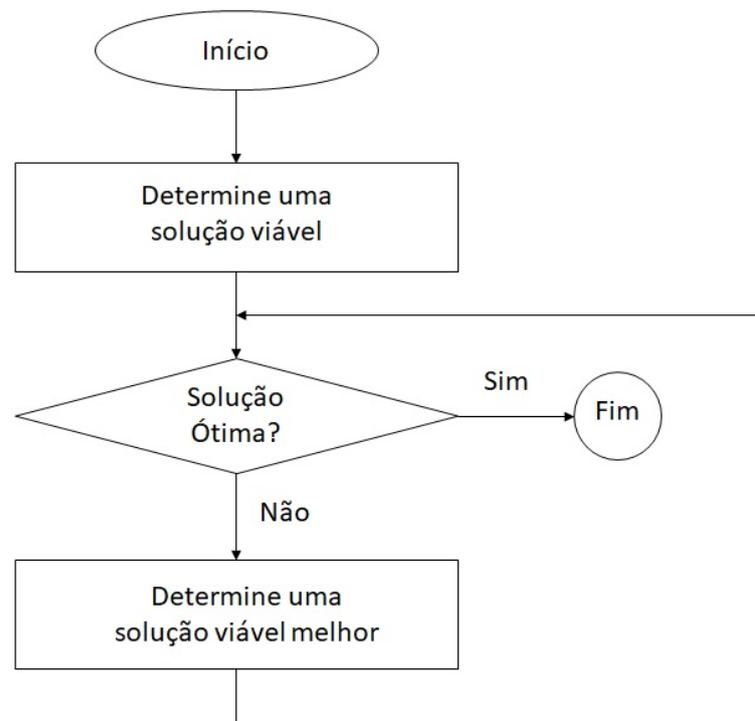 Início
Determine uma
solução viável
Solução
Ótima?
Sim
Fim
Não
Determine uma
solução viável melhor